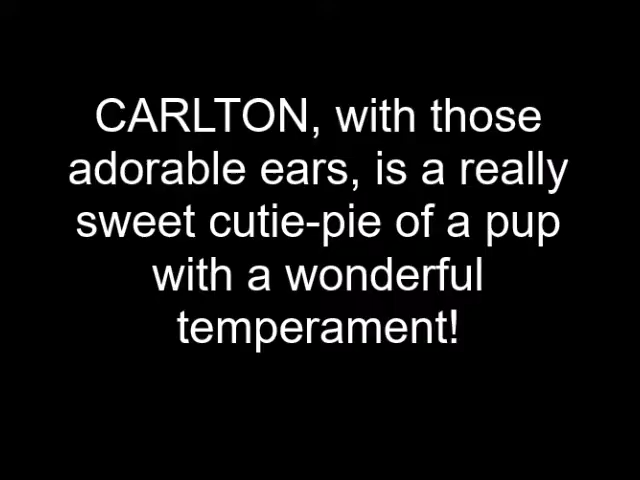 CARLTON, with those
adorable ears, is a really
sweet cutie-pie of a pup
with a wonderful
temperament!